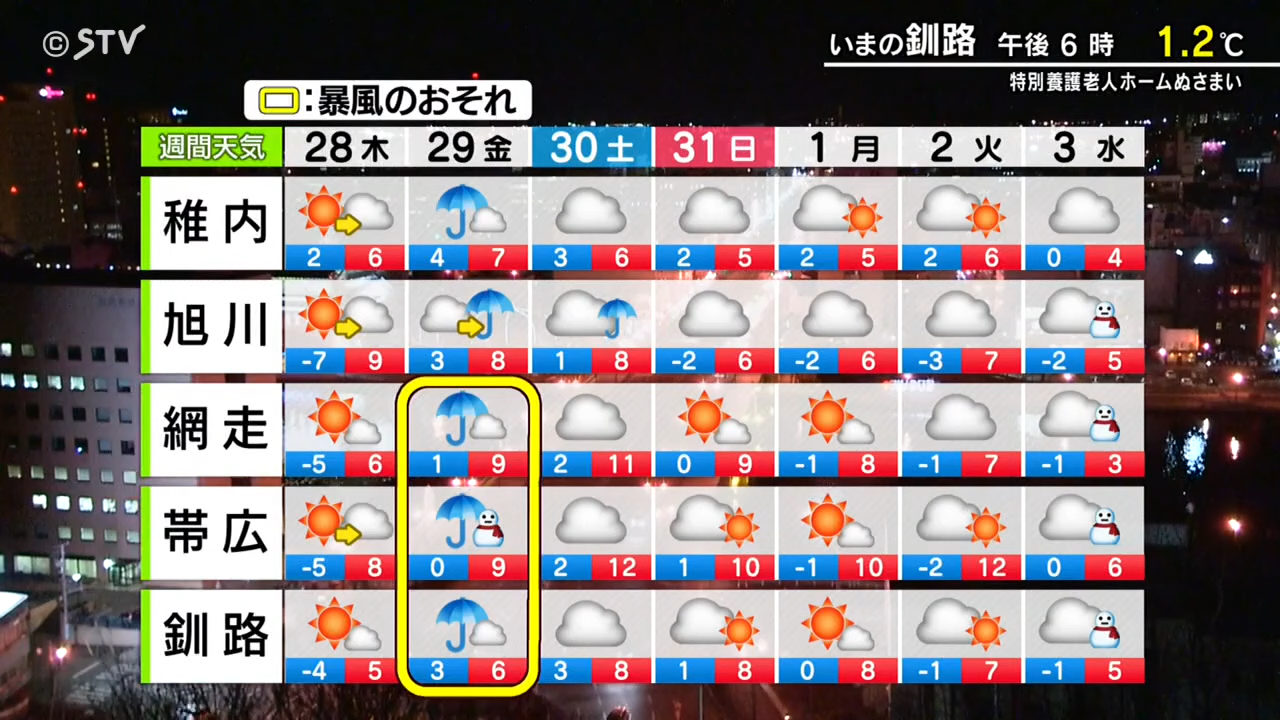 © STV
いまの釧路 午後6時 1.2℃
特別養護老人ホームぬさまい
:暴風のおそれ
週間天気 28木 29金 30土 31日 1月 2火 3水
稚内 2 6 4 7 3 6 2 5 2 5 2 6 0 4
旭川 -7 9 3 8 1 8 -2 6 -2 6 -3 7 -2 5
網走 -5 6 1 9 2 11 0 9 -1 8 -1 7 -1 3
帯広 -5 8 0 9 2 12 1 10 -1 10 -2 12 0 6
釧路 -4 5 3 6 3 8 1 8 0 8 -1 7 -1 5